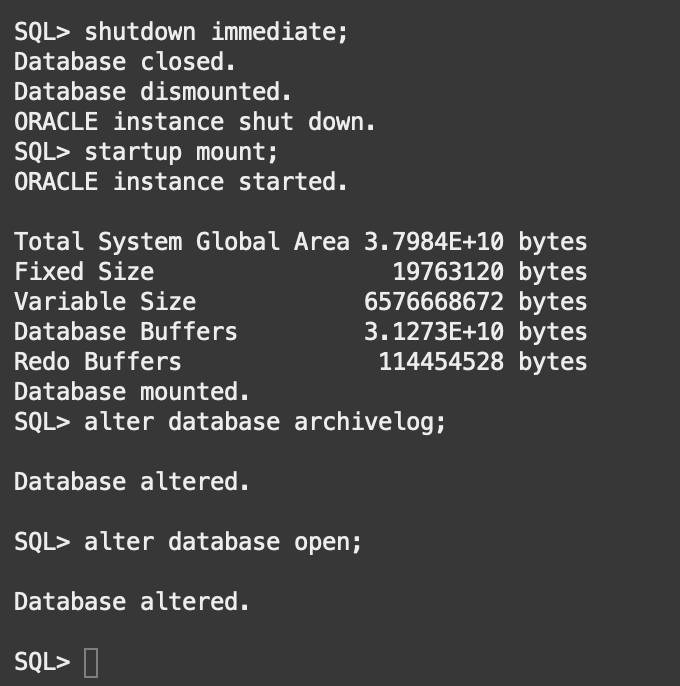 SQL> shutdown immediate;
Database closed.
Database dismounted.
ORACLE instance shut down.
SQL> startup mount;
ORACLE instance started.

Total System Global Area 3.7984E+10 bytes
Fixed Size                 19763120 bytes
Variable Size            6576668672 bytes
Database Buffers         3.1273E+10 bytes
Redo Buffers              114454528 bytes
Database mounted.
SQL> alter database archivelog;

Database altered.

SQL> alter database open;

Database altered.

SQL>